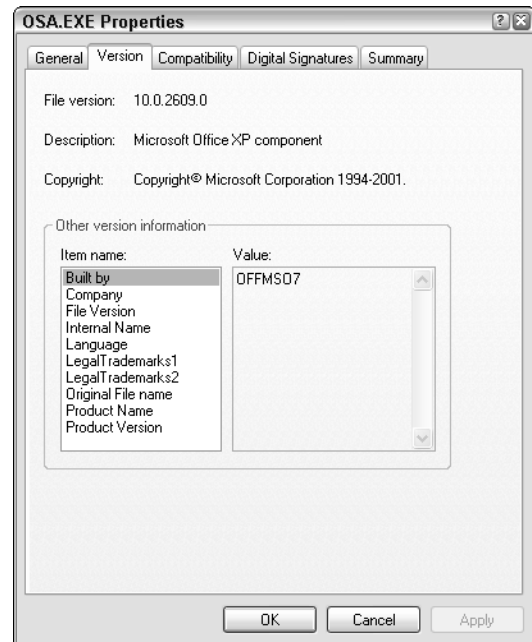 OSA.EXE Properties
General Version Compatibility Digital Signatures Summary
File version: 10.0.2609.0
Description: Microsoft Office XP component
Copyright: Copyright© Microsoft Corporation 1994-2001.
Other version information
Item name: Value:
Built by OFFMSO7
Company
File Version
Internal Name
Language
LegalTrademarks1
LegalTrademarks2
Original File name
Product Name
Product Version
OK Cancel Apply